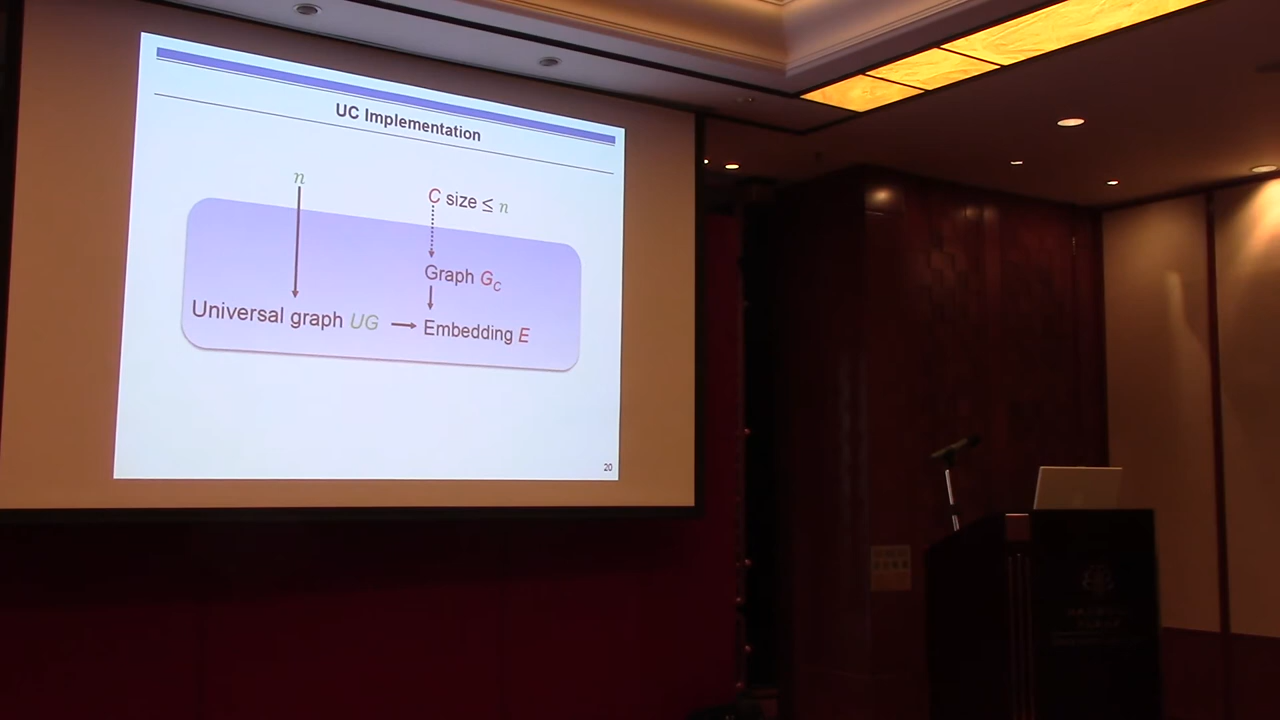 UC Implementation
n
C size ≤ n
Graph G_C
Universal graph UG
Embedding E
20